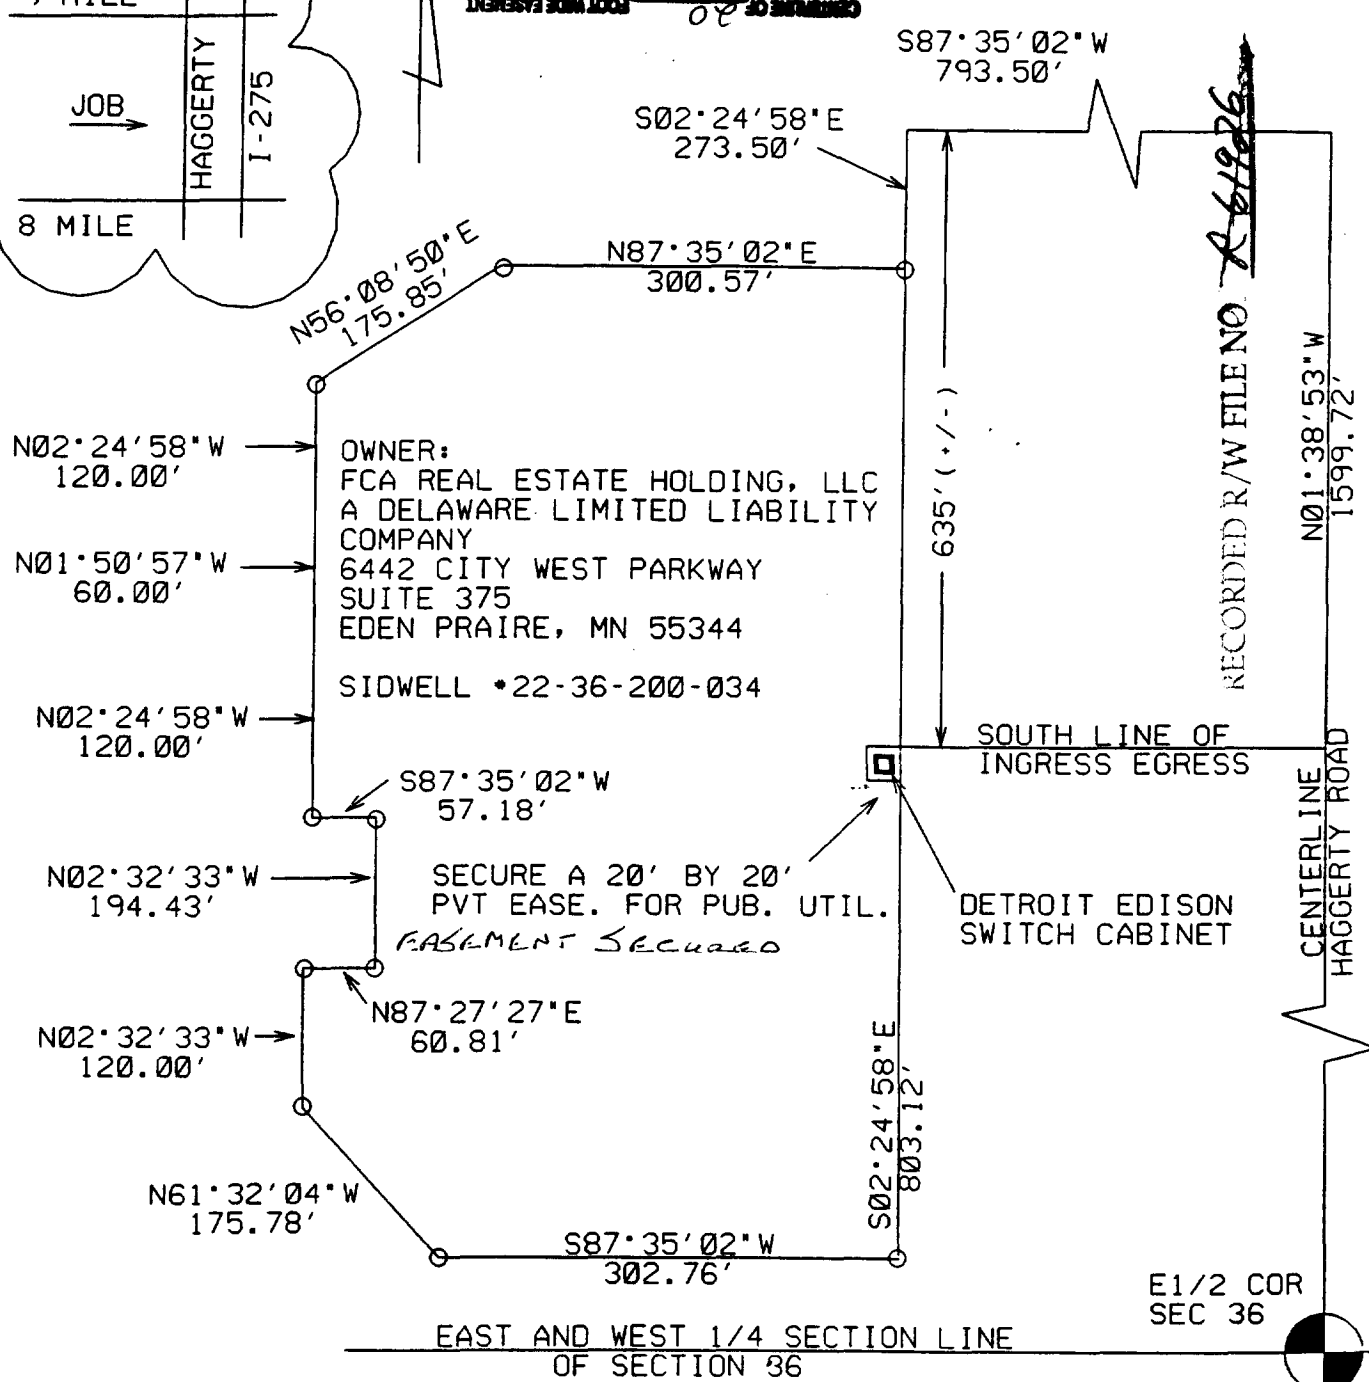 7 MILE
CENTERLINE OF 20 FOOT WIDE EASEMENT
JOB
HAGGERTY
I-275
8 MILE
S87°35'02"W
793.50'
S02°24'58"E
273.50'
N56°08'50"E
175.85'
N87°35'02"E
300.57'
635'(+/-)
RECORDED R/W FILE NO.
N01°38'53"W
1599.72'
N02°24'58"W
120.00'
N01°50'57"W
60.00'
N02°24'58"W
120.00'
OWNER:
FCA REAL ESTATE HOLDING, LLC
A DELAWARE LIMITED LIABILITY
COMPANY
6442 CITY WEST PARKWAY
SUITE 375
EDEN PRAIRE, MN 55344
SIDWELL #22-36-200-034
SOUTH LINE OF
INGRESS EGRESS
CENTERLINE
HAGGERTY ROAD
S87°35'02"W
57.18'
N02°32'33"W
194.43'
SECURE A 20' BY 20'
PVT EASE. FOR PUB. UTIL.
EASEMENT SECURED
DETROIT EDISON
SWITCH CABINET
N87°27'27"E
60.81'
N02°32'33"W
120.00'
S02°24'58"E
803.12'
N61°32'04"W
175.78'
S87°35'02"W
302.76'
E1/2 COR
SEC 36
EAST AND WEST 1/4 SECTION LINE
OF SECTION 36